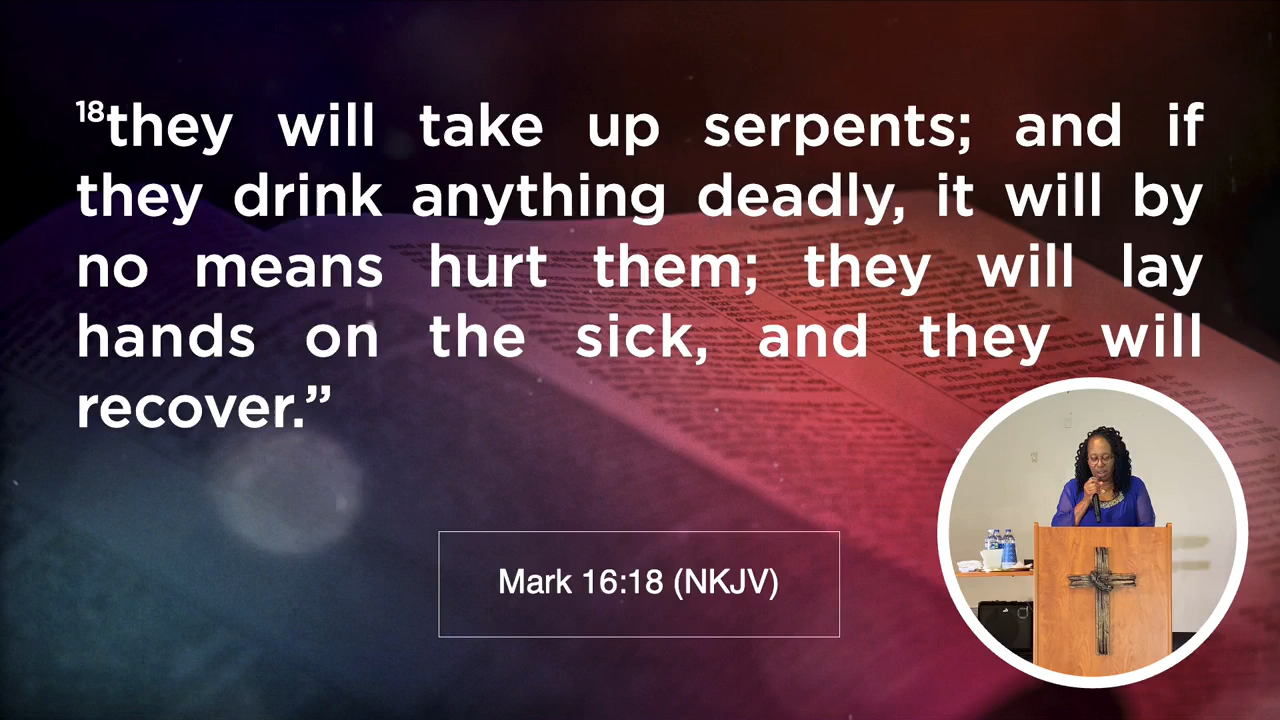 ¹⁸they will take up serpents; and if
they drink anything deadly, it will by
no means hurt them; they will lay
hands on the sick, and they will
recover.”
Mark 16:18 (NKJV)